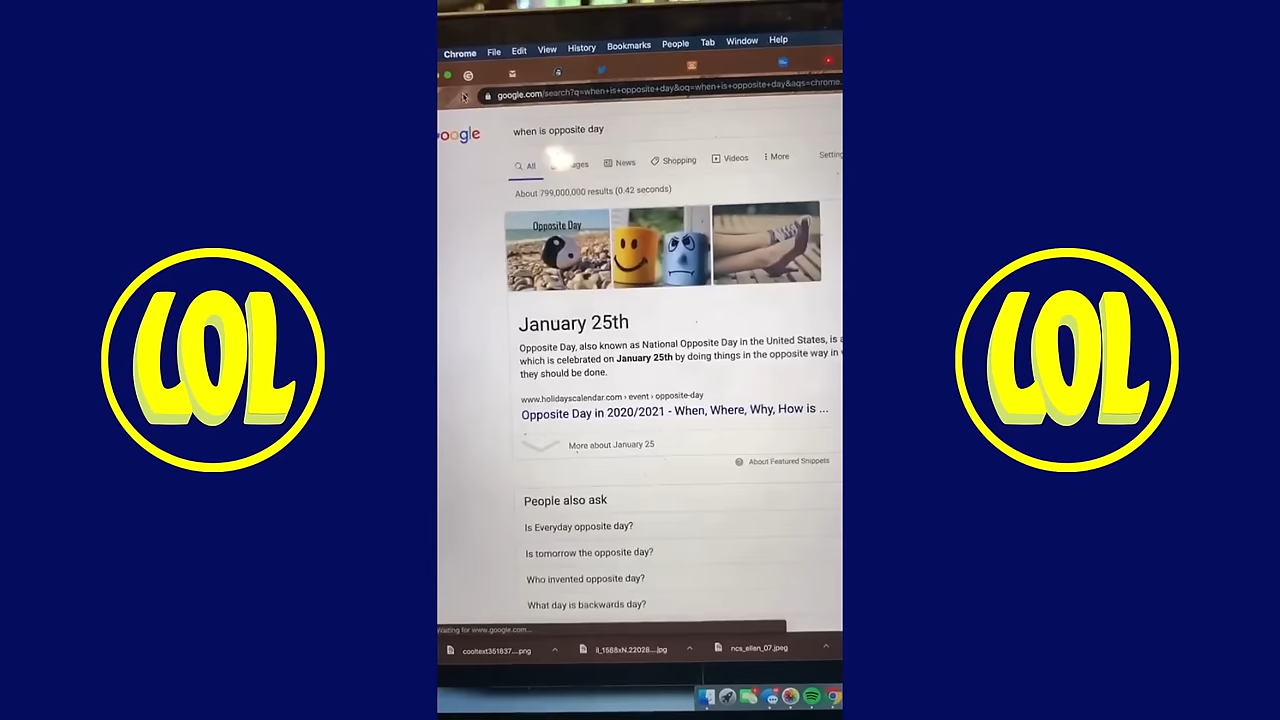 LOL
LOL
Chrome File Edit View History Bookmarks People Tab Window Help
google.com/search?q=when+is+opposite+day&oq=when+is+opposite+day&aqs=chrome.
oogle
when is opposite day
All ages News Shopping Videos More Setting
About 799,000,000 results (0.42 seconds)
Opposite Day
January 25th
Opposite Day, also known as National Opposite Day in the United States, is a
which is celebrated on January 25th by doing things in the opposite way in
they should be done.
www.holidayscalendar.com › event › opposite-day
Opposite Day in 2020/2021 - When, Where, Why, How is ...
More about January 25
About Featured Snippets
People also ask
Is Everyday opposite day?
Is tomorrow the opposite day?
Who invented opposite day?
What day is backwards day?
Waiting for www.google.com...
cooltext351837....png il_1588xN.22028....jpg ncs_ellen_07.jpeg